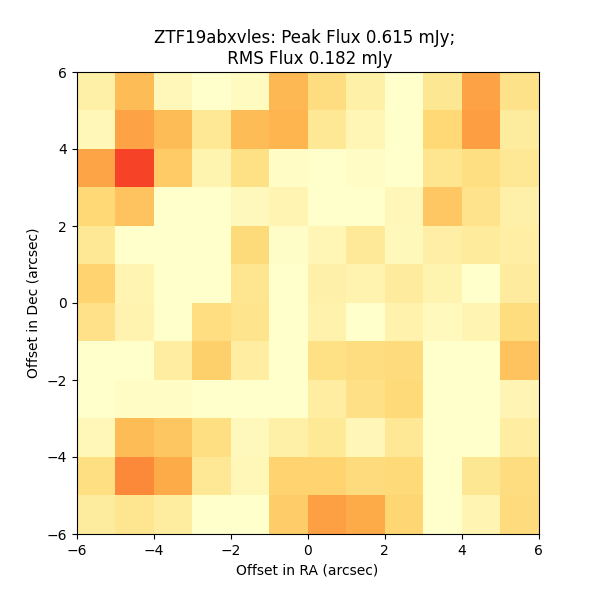 ZTF19abxvles: Peak Flux 0.615 mJy;
RMS Flux 0.182 mJy
6
4
2
0
−2
−4
−6
Offset in Dec (arcsec)
−6 −4 −2 0 2 4 6
Offset in RA (arcsec)